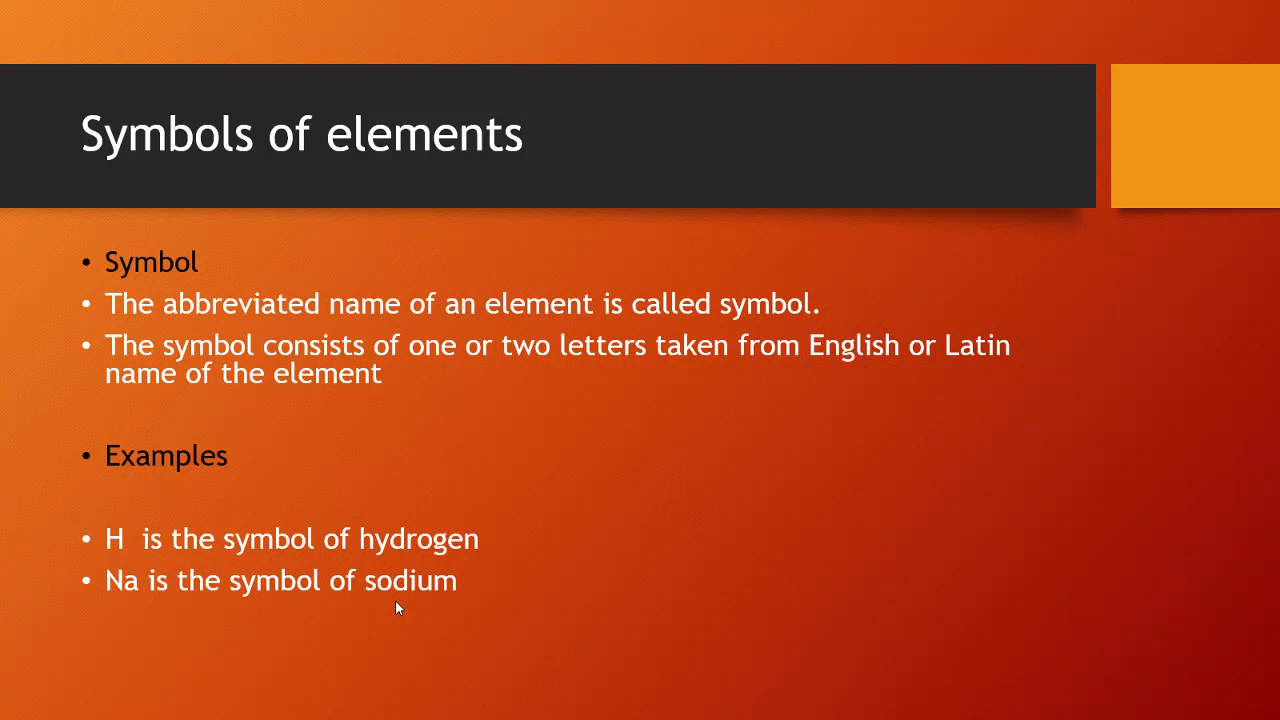 Symbols of elements
• Symbol
• The abbreviated name of an element is called symbol.
• The symbol consists of one or two letters taken from English or Latin
name of the element
• Examples
• H  is the symbol of hydrogen
• Na is the symbol of sodium